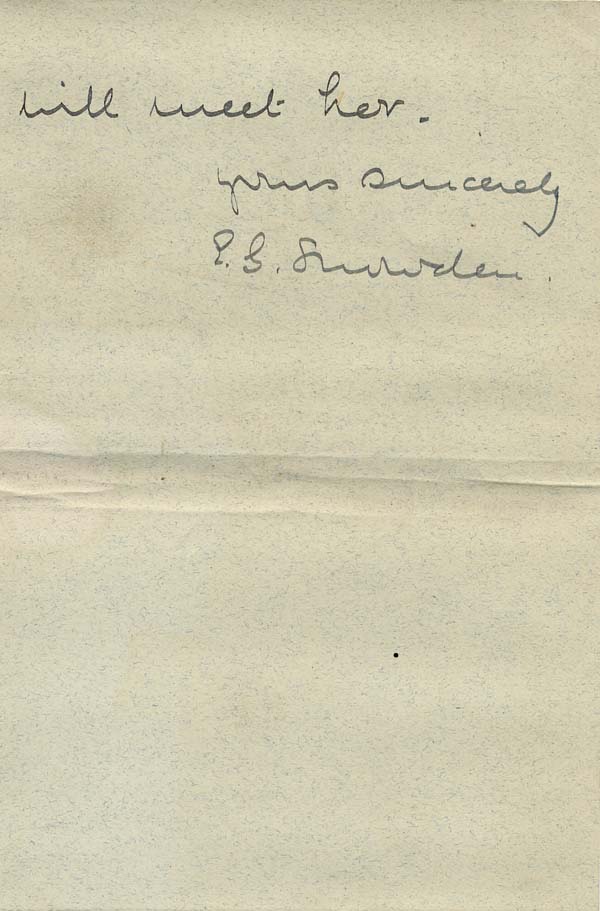 will meet her.
yours sincerely
E. G. Snowden.